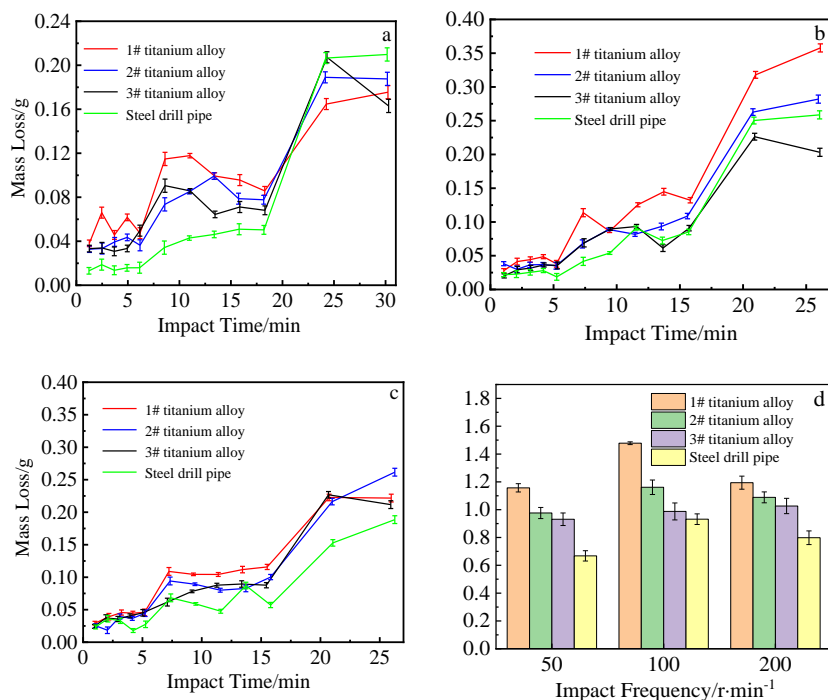 a
1# titanium alloy
2# titanium alloy
3# titanium alloy
Steel drill pipe
Mass Loss/g
0.20
0.16
0.12
0.08
0.04
0.00
0 5 10 15 20 25 30
Impact Time/min
b
1# titanium alloy
2# titanium alloy
3# titanium alloy
Steel drill pipe
0.40
0.35
0.30
0.25
0.20
0.15
0.10
0.05
0.00
0 5 10 15 20 25
Impact Time/min
c
1# titanium alloy
2# titanium alloy
3# titanium alloy
Steel drill pipe
Mass Loss/g
0.40
0.35
0.30
0.25
0.20
0.15
0.10
0.05
0.00
0 5 10 15 20 25
Impact Time/min
d
1# titanium alloy
2# titanium alloy
3# titanium alloy
Steel drill pipe
1.8
1.6
1.4
1.2
1.0
0.8
0.6
0.4
0.2
0.0
50 100 200
Impact Frequency/r·min⁻¹